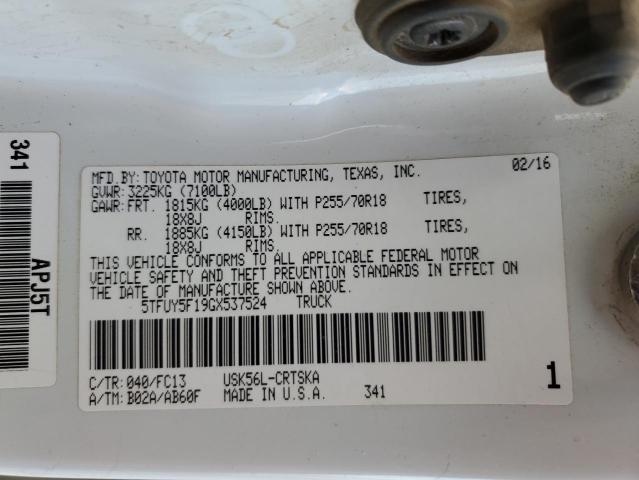 MFD.BY:TOYOTA MOTOR MANUFACTURING, TEXAS, INC. 02/16
GVWR:3225KG (7100LB)
GAWR:FRT. 1815KG (4000LB) WITH P255/70R18 TIRES,
18X8J RIMS.
RR. 1885KG (4150LB) WITH P255/70R18 TIRES,
18X8J RIMS.
THIS VEHICLE CONFORMS TO ALL APPLICABLE FEDERAL MOTOR
VEHICLE SAFETY AND THEFT PREVENTION STANDARDS IN EFFECT ON
THE DATE OF MANUFACTURE SHOWN ABOVE.
5TFUY5F19GX537524 TRUCK
C/TR:040/FC13 USK56L-CRTSKA
A/TM:B02A/AB60F MADE IN U.S.A. 341
1
341
APJ5T